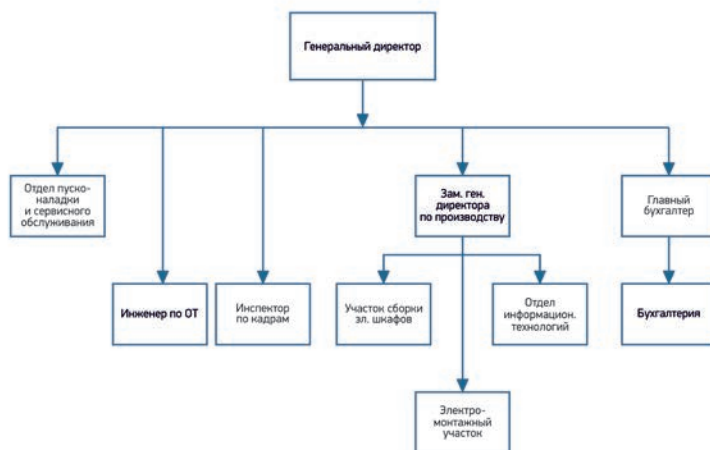 Генеральный директор
Отдел пуско-
наладки
и сервисного
обслуживания
Зам. ген.
директора
по производству
Главный
бухгалтер
Инженер по ОТ
Инспектор
по кадрам
Участок сборки
эл. шкафов
Отдел
информацион.
технологий
Бухгалтерия
Электро-
монтажный
участок